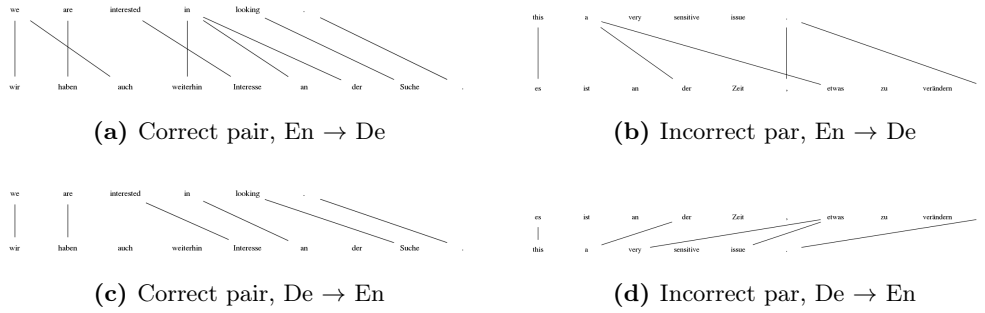 we are interested in looking .
wir haben auch weiterhin Interesse an der Suche .
(a) Correct pair, En → De
this a very sensitive issue .
es ist an der Zeit , etwas zu verändern
(b) Incorrect par, En → De
we are interested in looking .
wir haben auch weiterhin Interesse an der Suche .
(c) Correct pair, De → En
es ist an der Zeit , etwas zu verändern
this a very sensitive issue .
(d) Incorrect par, De → En